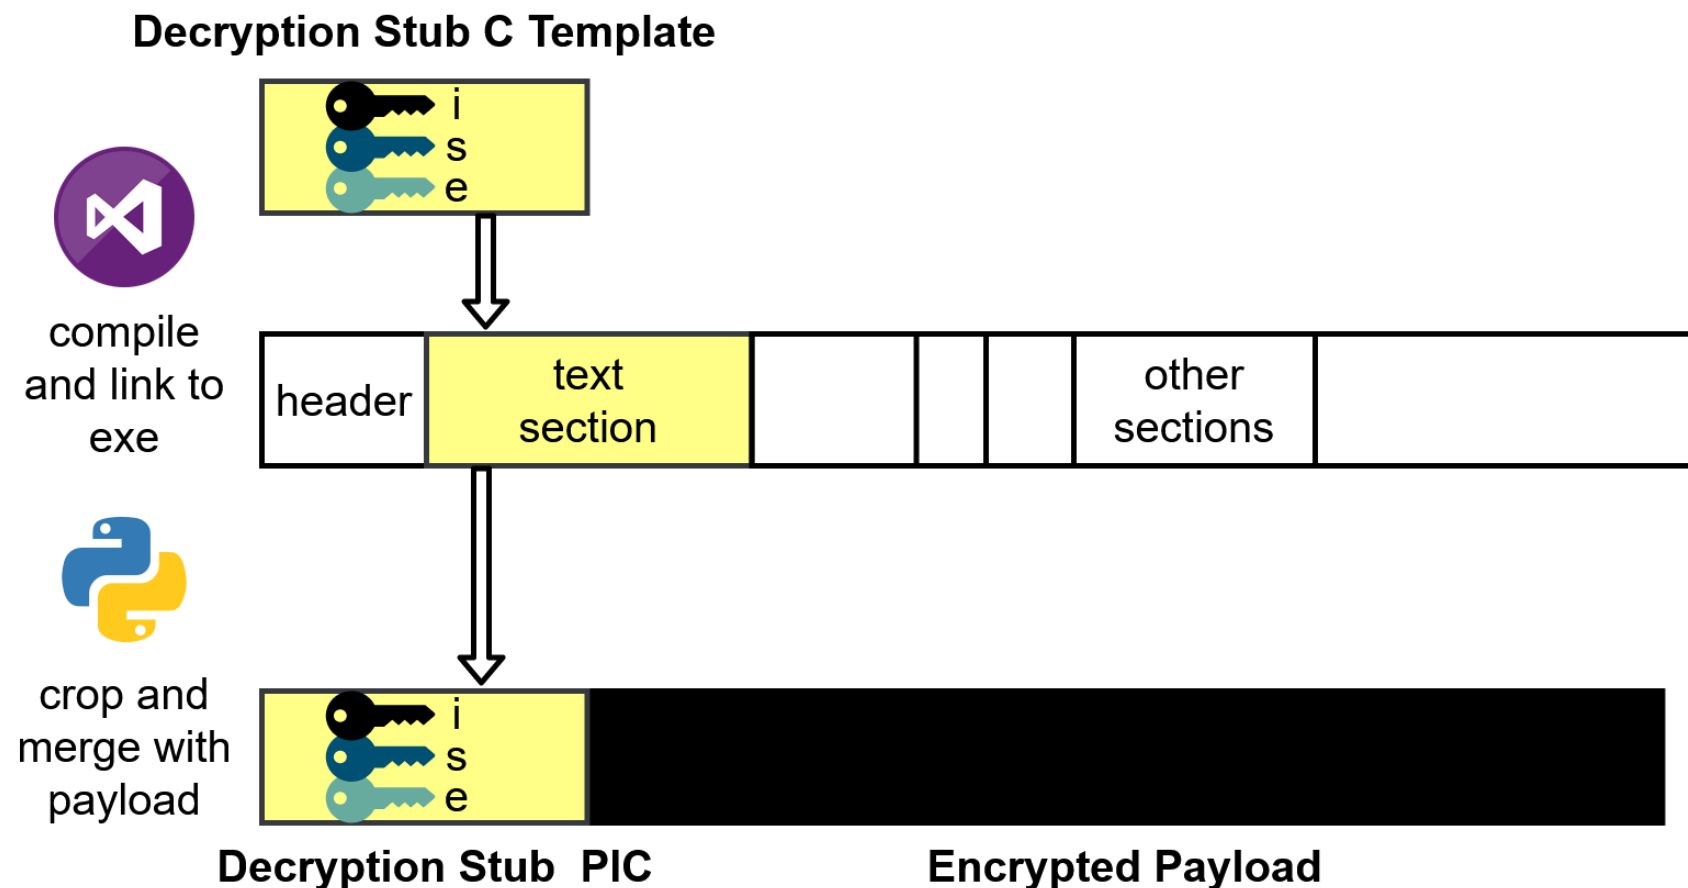 Decryption Stub C Template
i
s
e
compile
and link to
exe
header
text
section
other
sections
crop and
merge with
payload
i
s
e
Decryption Stub PIC
Encrypted Payload